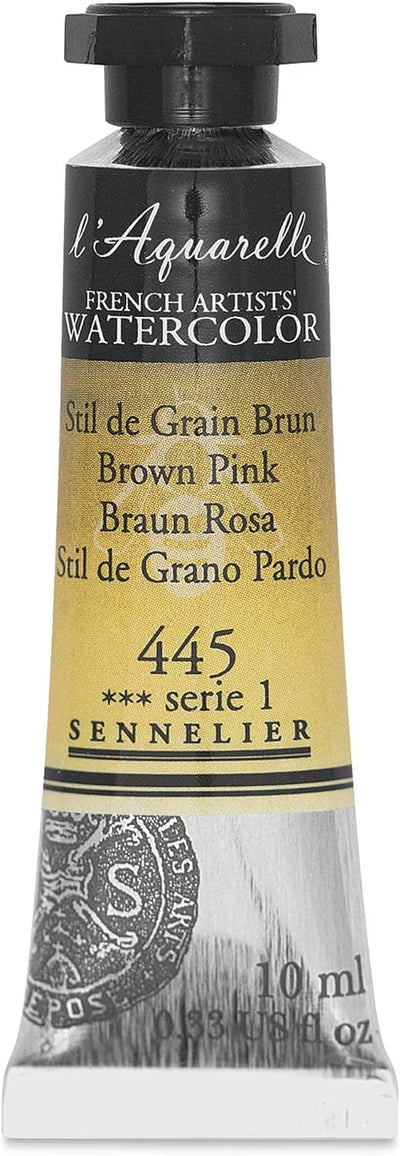 l'Aquarelle
FRENCH ARTISTS'
WATERCOLOR
Stil de Grain Brun
Brown Pink
Braun Rosa
Stil de Grano Pardo
445
*** serie 1
SENNELIER
LES ARTS
S
DEPOS
10 ml
0.33 US fl oz